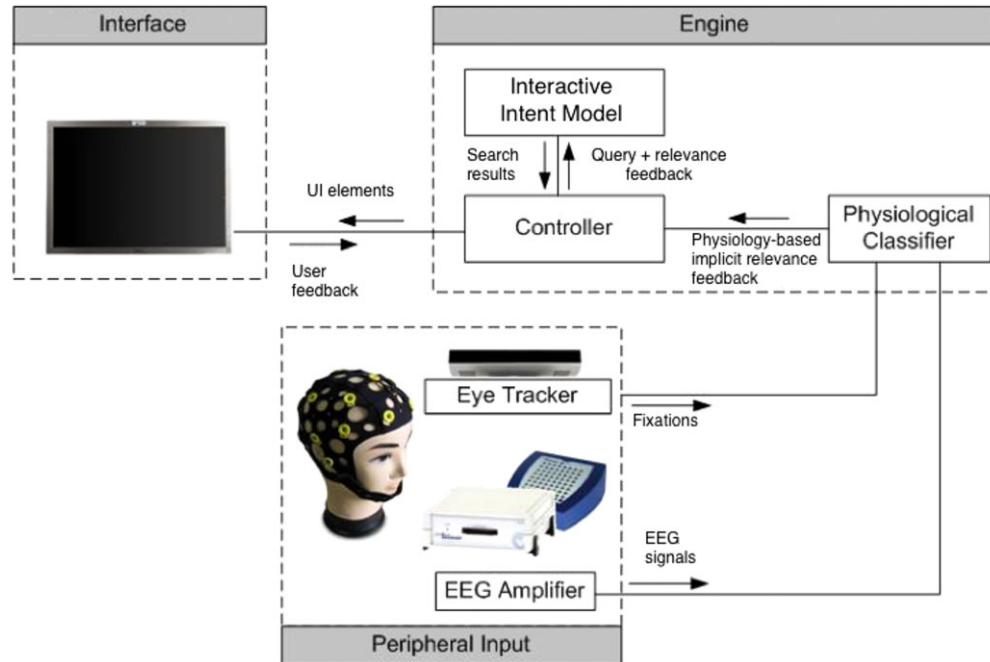 Interface
Engine
Interactive
Intent Model
Search
results
Query + relevance
feedback
UI elements
Controller
Physiological
Classifier
User
feedback
Physiology-based
implicit relevance
feedback
Eye Tracker
Fixations
EEG
signals
EEG Amplifier
Peripheral Input